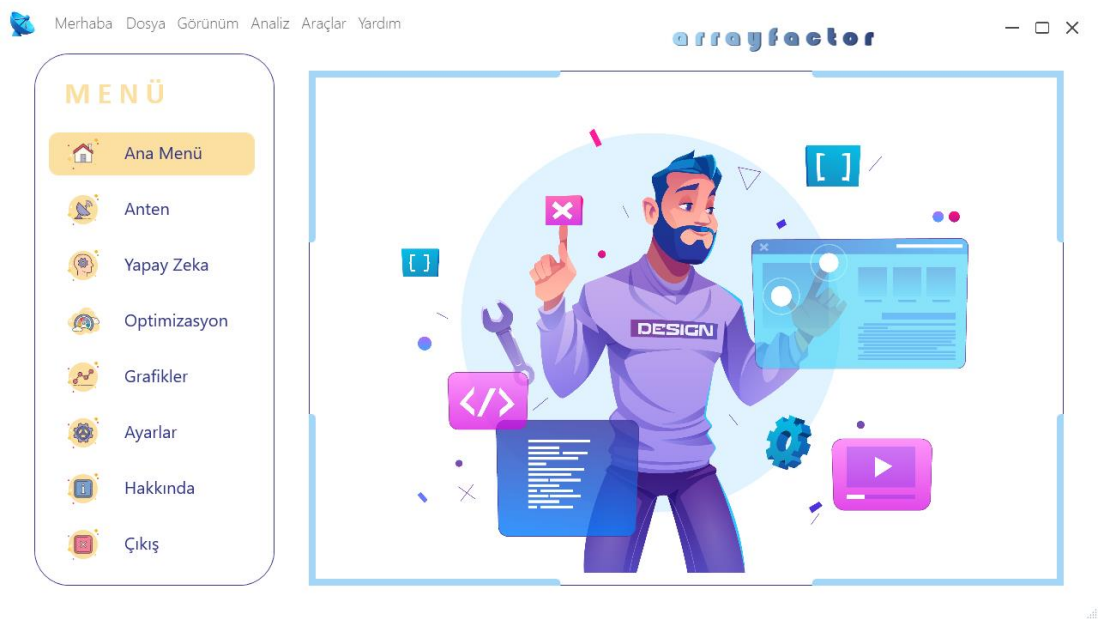 Merhaba Dosya Görünüm Analiz Araçlar Yardım
arrayfactor
MENÜ
Ana Menü
Anten
Yapay Zeka
Optimizasyon
Grafikler
Ayarlar
Hakkında
Çıkış
[ ]
{ }
DESIGN
</>